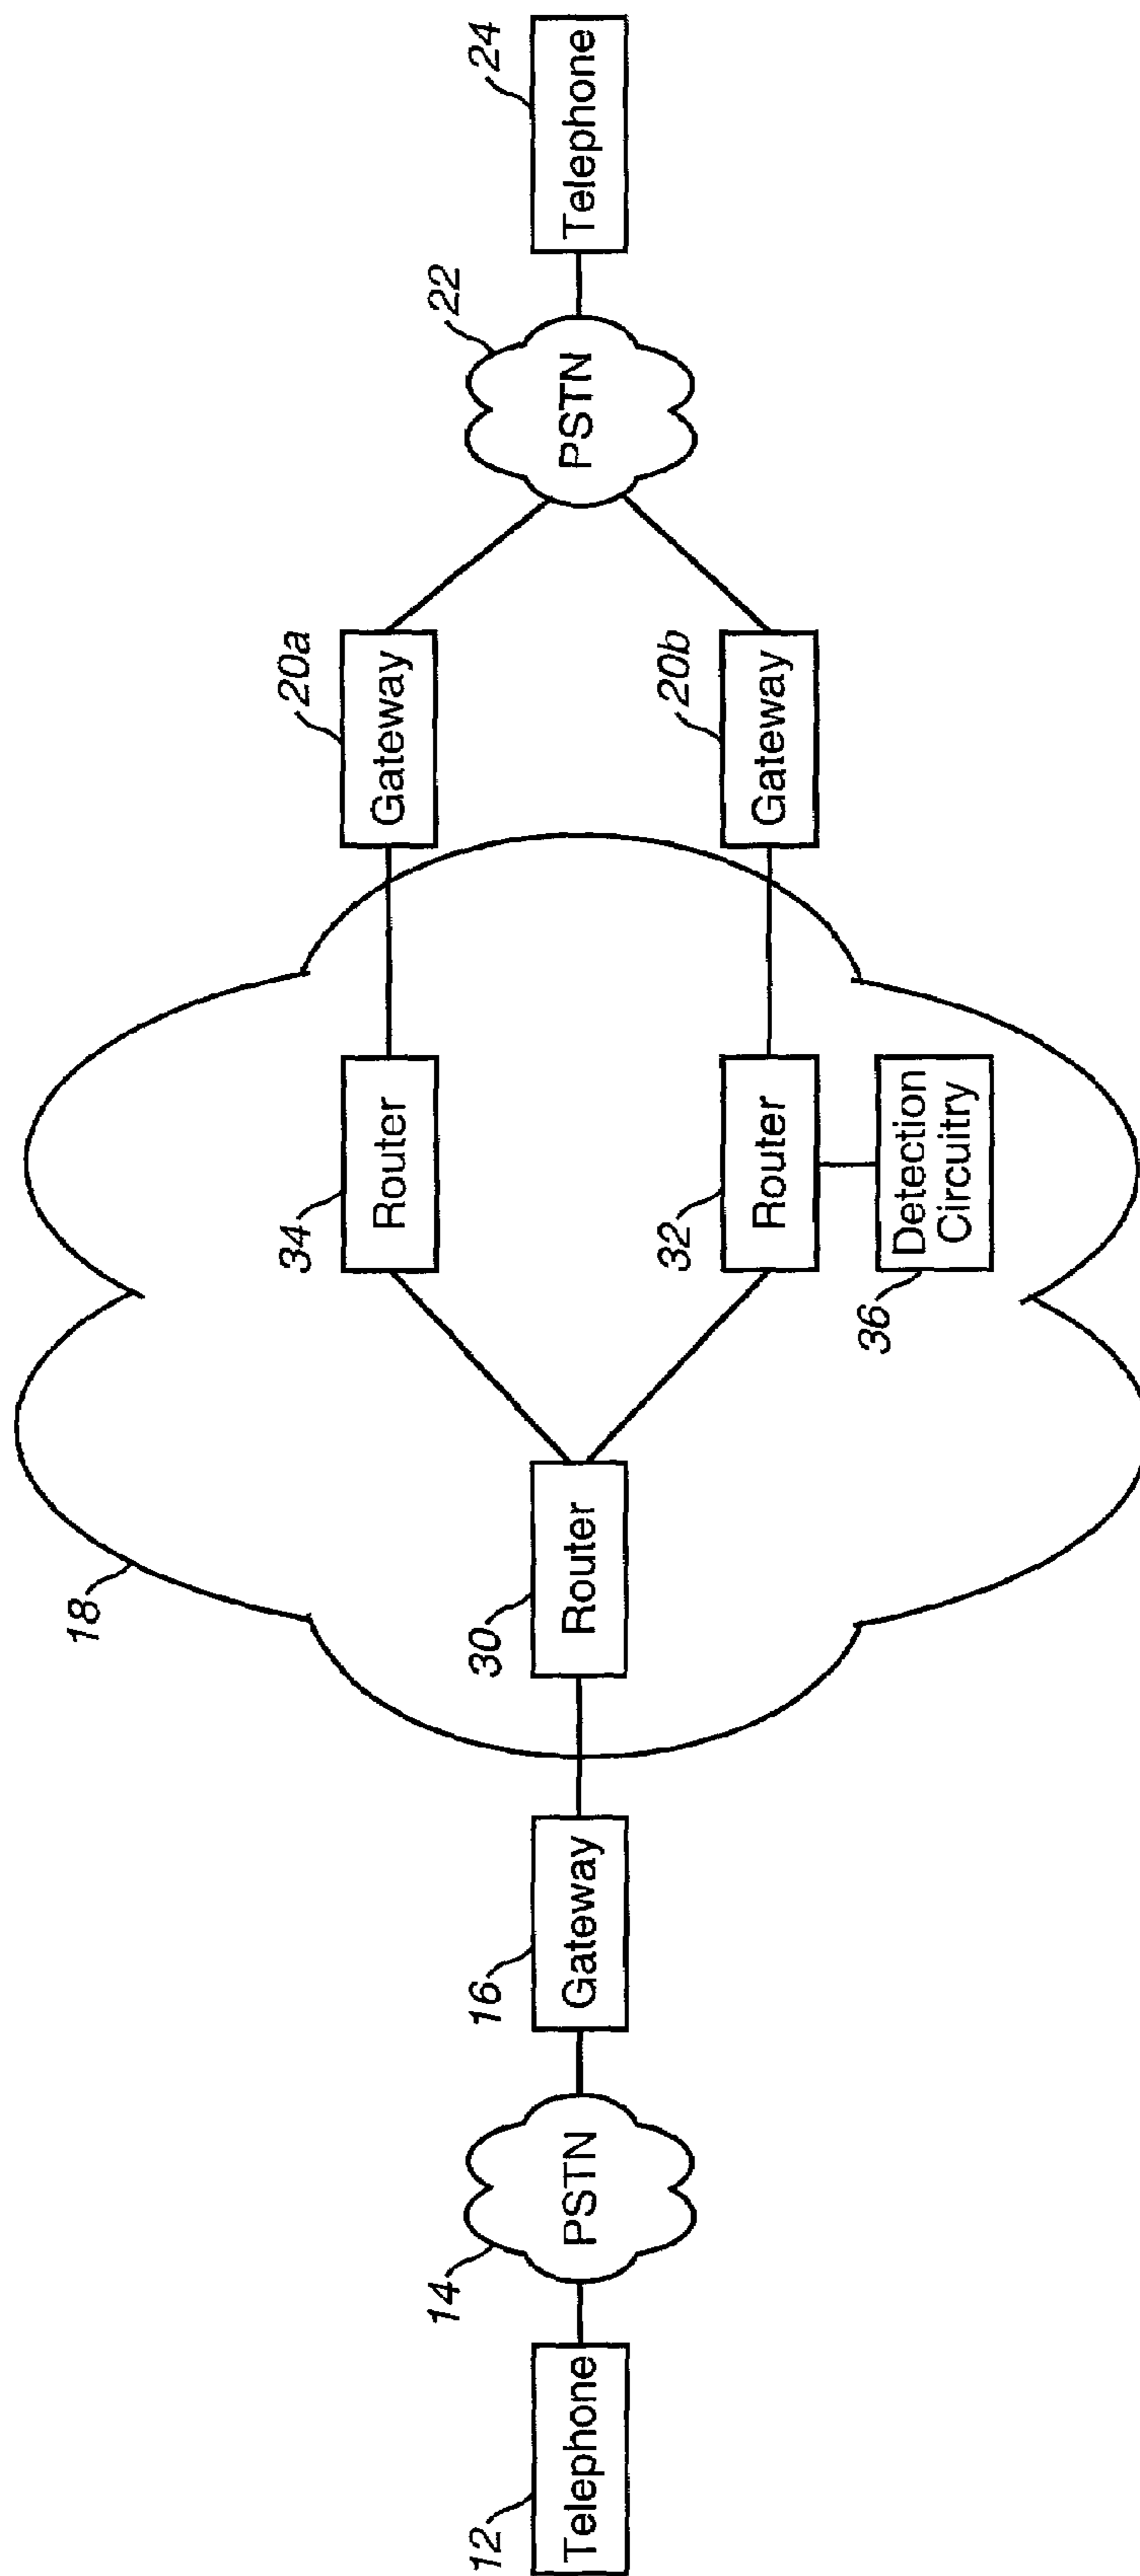 12
Telephone
14
PSTN
16
Gateway
18
30
Router
34
Router
32
Router
36
Detection
Circuitry
20a
Gateway
20b
Gateway
22
PSTN
24
Telephone